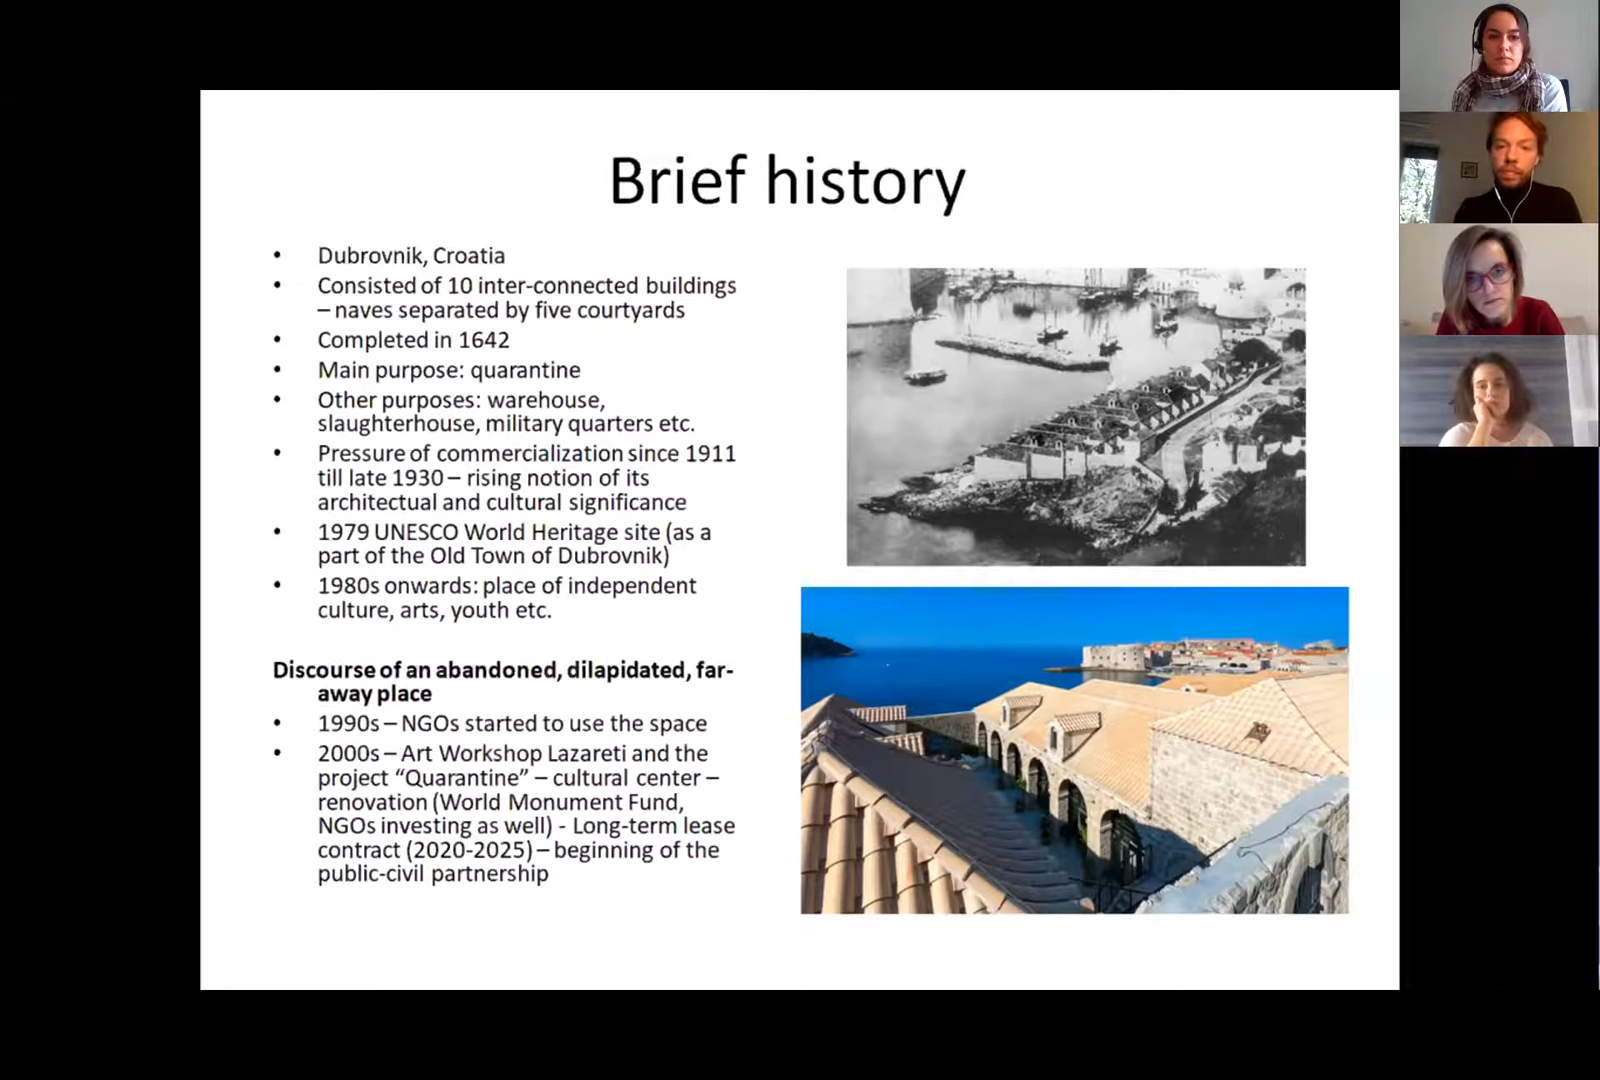 Brief history
• Dubrovnik, Croatia
• Consisted of 10 inter-connected buildings
– naves separated by five courtyards
• Completed in 1642
• Main purpose: quarantine
• Other purposes: warehouse,
slaughterhouse, military quarters etc.
• Pressure of commercialization since 1911
till late 1930 – rising notion of its
architectual and cultural significance
• 1979 UNESCO World Heritage site (as a
part of the Old Town of Dubrovnik)
• 1980s onwards: place of independent
culture, arts, youth etc.
Discourse of an abandoned, dilapidated, far-
away place
• 1990s – NGOs started to use the space
• 2000s – Art Workshop Lazareti and the
project “Quarantine” – cultural center –
renovation (World Monument Fund,
NGOs investing as well) - Long-term lease
contract (2020-2025) – beginning of the
public-civil partnership